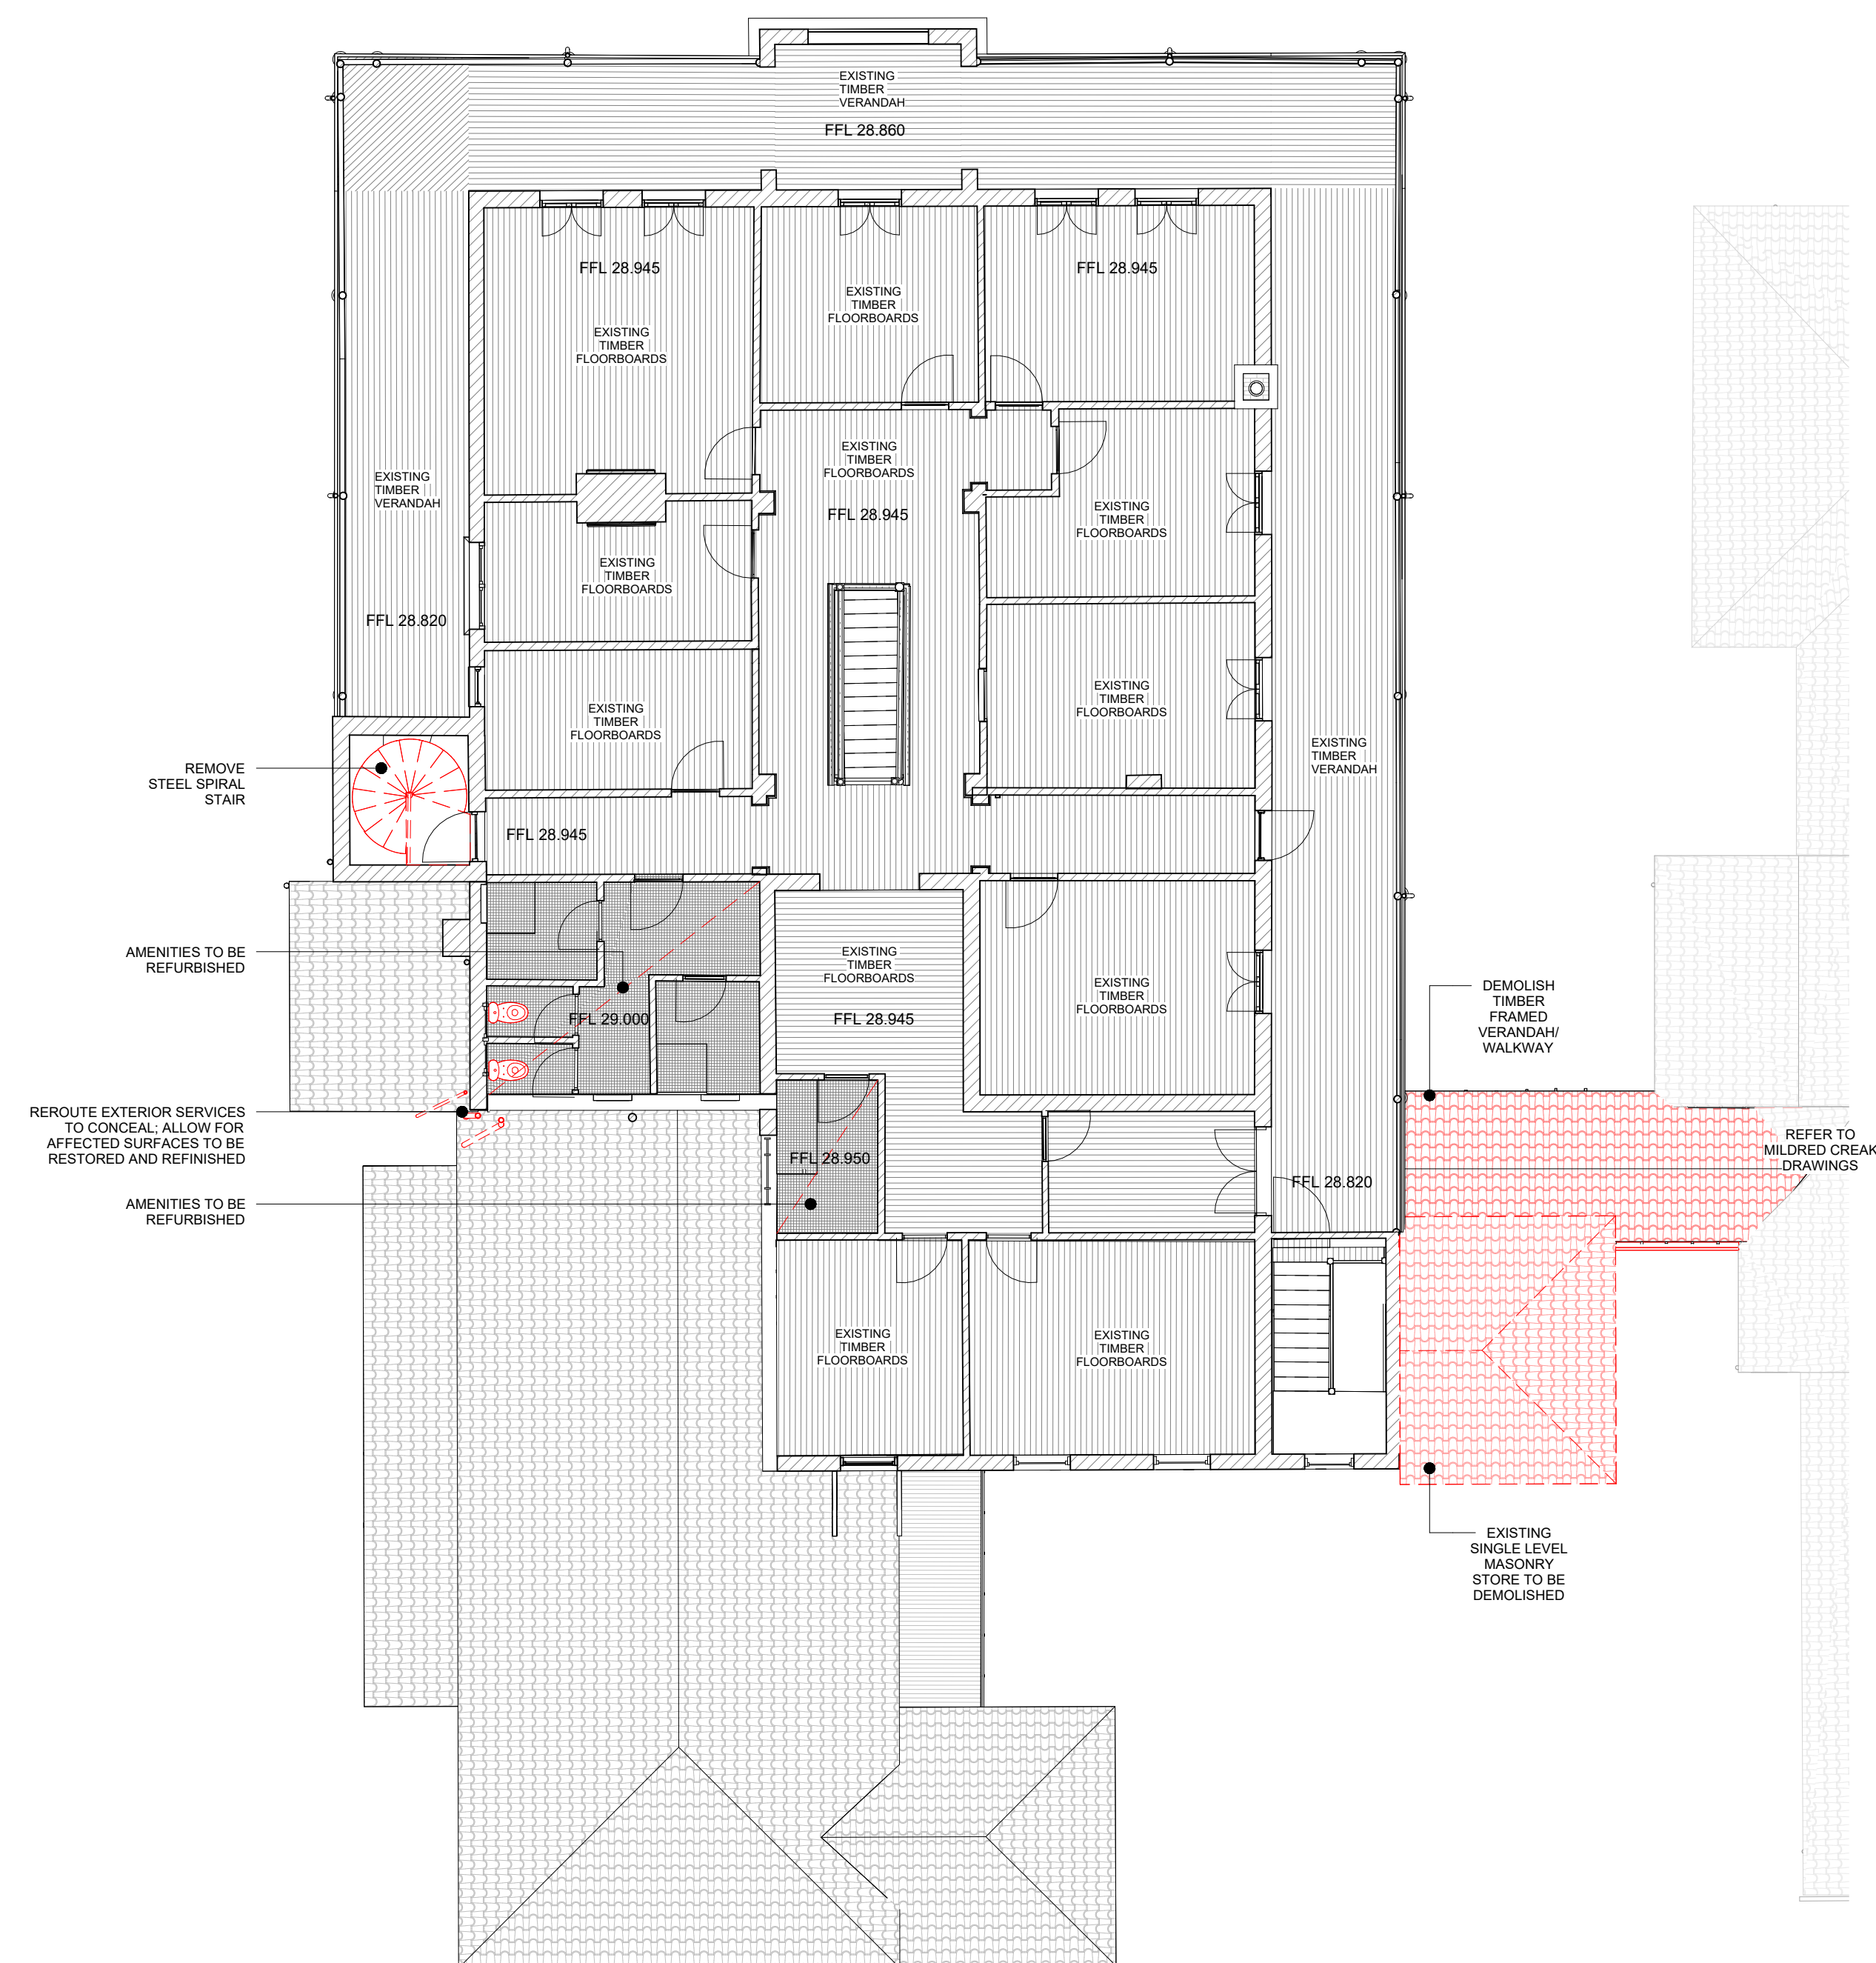 EXISTING
TIMBER
VERANDAH
FFL 28.860
FFL 28.945
FFL 28.945
EXISTING
TIMBER
FLOORBOARDS
EXISTING
TIMBER
FLOORBOARDS
EXISTING
TIMBER
FLOORBOARDS
FFL 28.945
EXISTING
TIMBER
VERANDAH
EXISTING
TIMBER
FLOORBOARDS
EXISTING
TIMBER
FLOORBOARDS
FFL 28.820
EXISTING
TIMBER
FLOORBOARDS
EXISTING
TIMBER
FLOORBOARDS
EXISTING
TIMBER
VERANDAH
REMOVE
STEEL SPIRAL
STAIR
FFL 28.945
AMENITIES TO BE
REFURBISHED
EXISTING
TIMBER
FLOORBOARDS
EXISTING
TIMBER
FLOORBOARDS
FFL 29.000
FFL 28.945
DEMOLISH
TIMBER
FRAMED
VERANDAH/
WALKWAY
REROUTE EXTERIOR SERVICES
TO CONCEAL; ALLOW FOR
AFFECTED SURFACES TO BE
RESTORED AND REFINISHED
REFER TO
MILDRED CREAK
DRAWINGS
FFL 28.950
FFL 28.820
AMENITIES TO BE
REFURBISHED
EXISTING
TIMBER
FLOORBOARDS
EXISTING
TIMBER
FLOORBOARDS
EXISTING
SINGLE LEVEL
MASONRY
STORE TO BE
DEMOLISHED